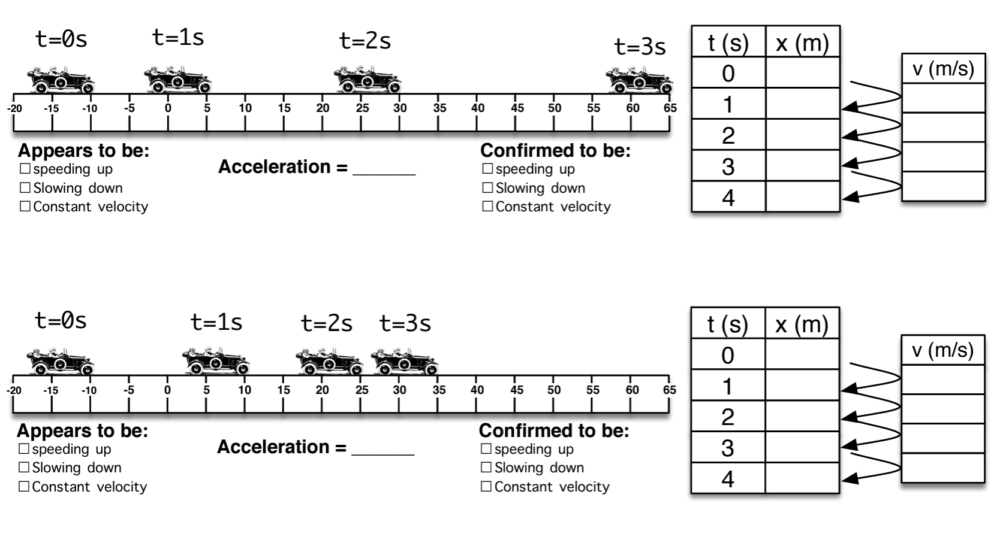 t=0s t=1s t=2s t=3s
-20 -15 -10 -5 0 5 10 15 20 25 30 35 40 45 50 55 60 65
Appears to be:
☐ speeding up
☐ Slowing down
☐ Constant velocity
Acceleration = ______
Confirmed to be:
☐ speeding up
☐ Slowing down
☐ Constant velocity
t (s) x (m)
0
1
2
3
4
v (m/s)
t=0s t=1s t=2s t=3s
-20 -15 -10 -5 0 5 10 15 20 25 30 35 40 45 50 55 60 65
Appears to be:
☐ speeding up
☐ Slowing down
☐ Constant velocity
Acceleration = ______
Confirmed to be:
☐ speeding up
☐ Slowing down
☐ Constant velocity
t (s) x (m)
0
1
2
3
4
v (m/s)